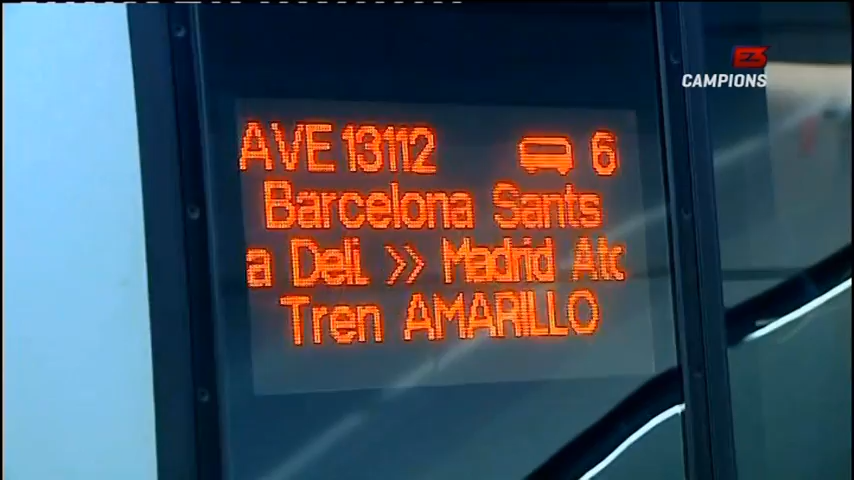 E3
CAMPIONS
AVE 13112 6
Barcelona Sants
a Deli. >> Madrid Atc
Tren AMARILLO